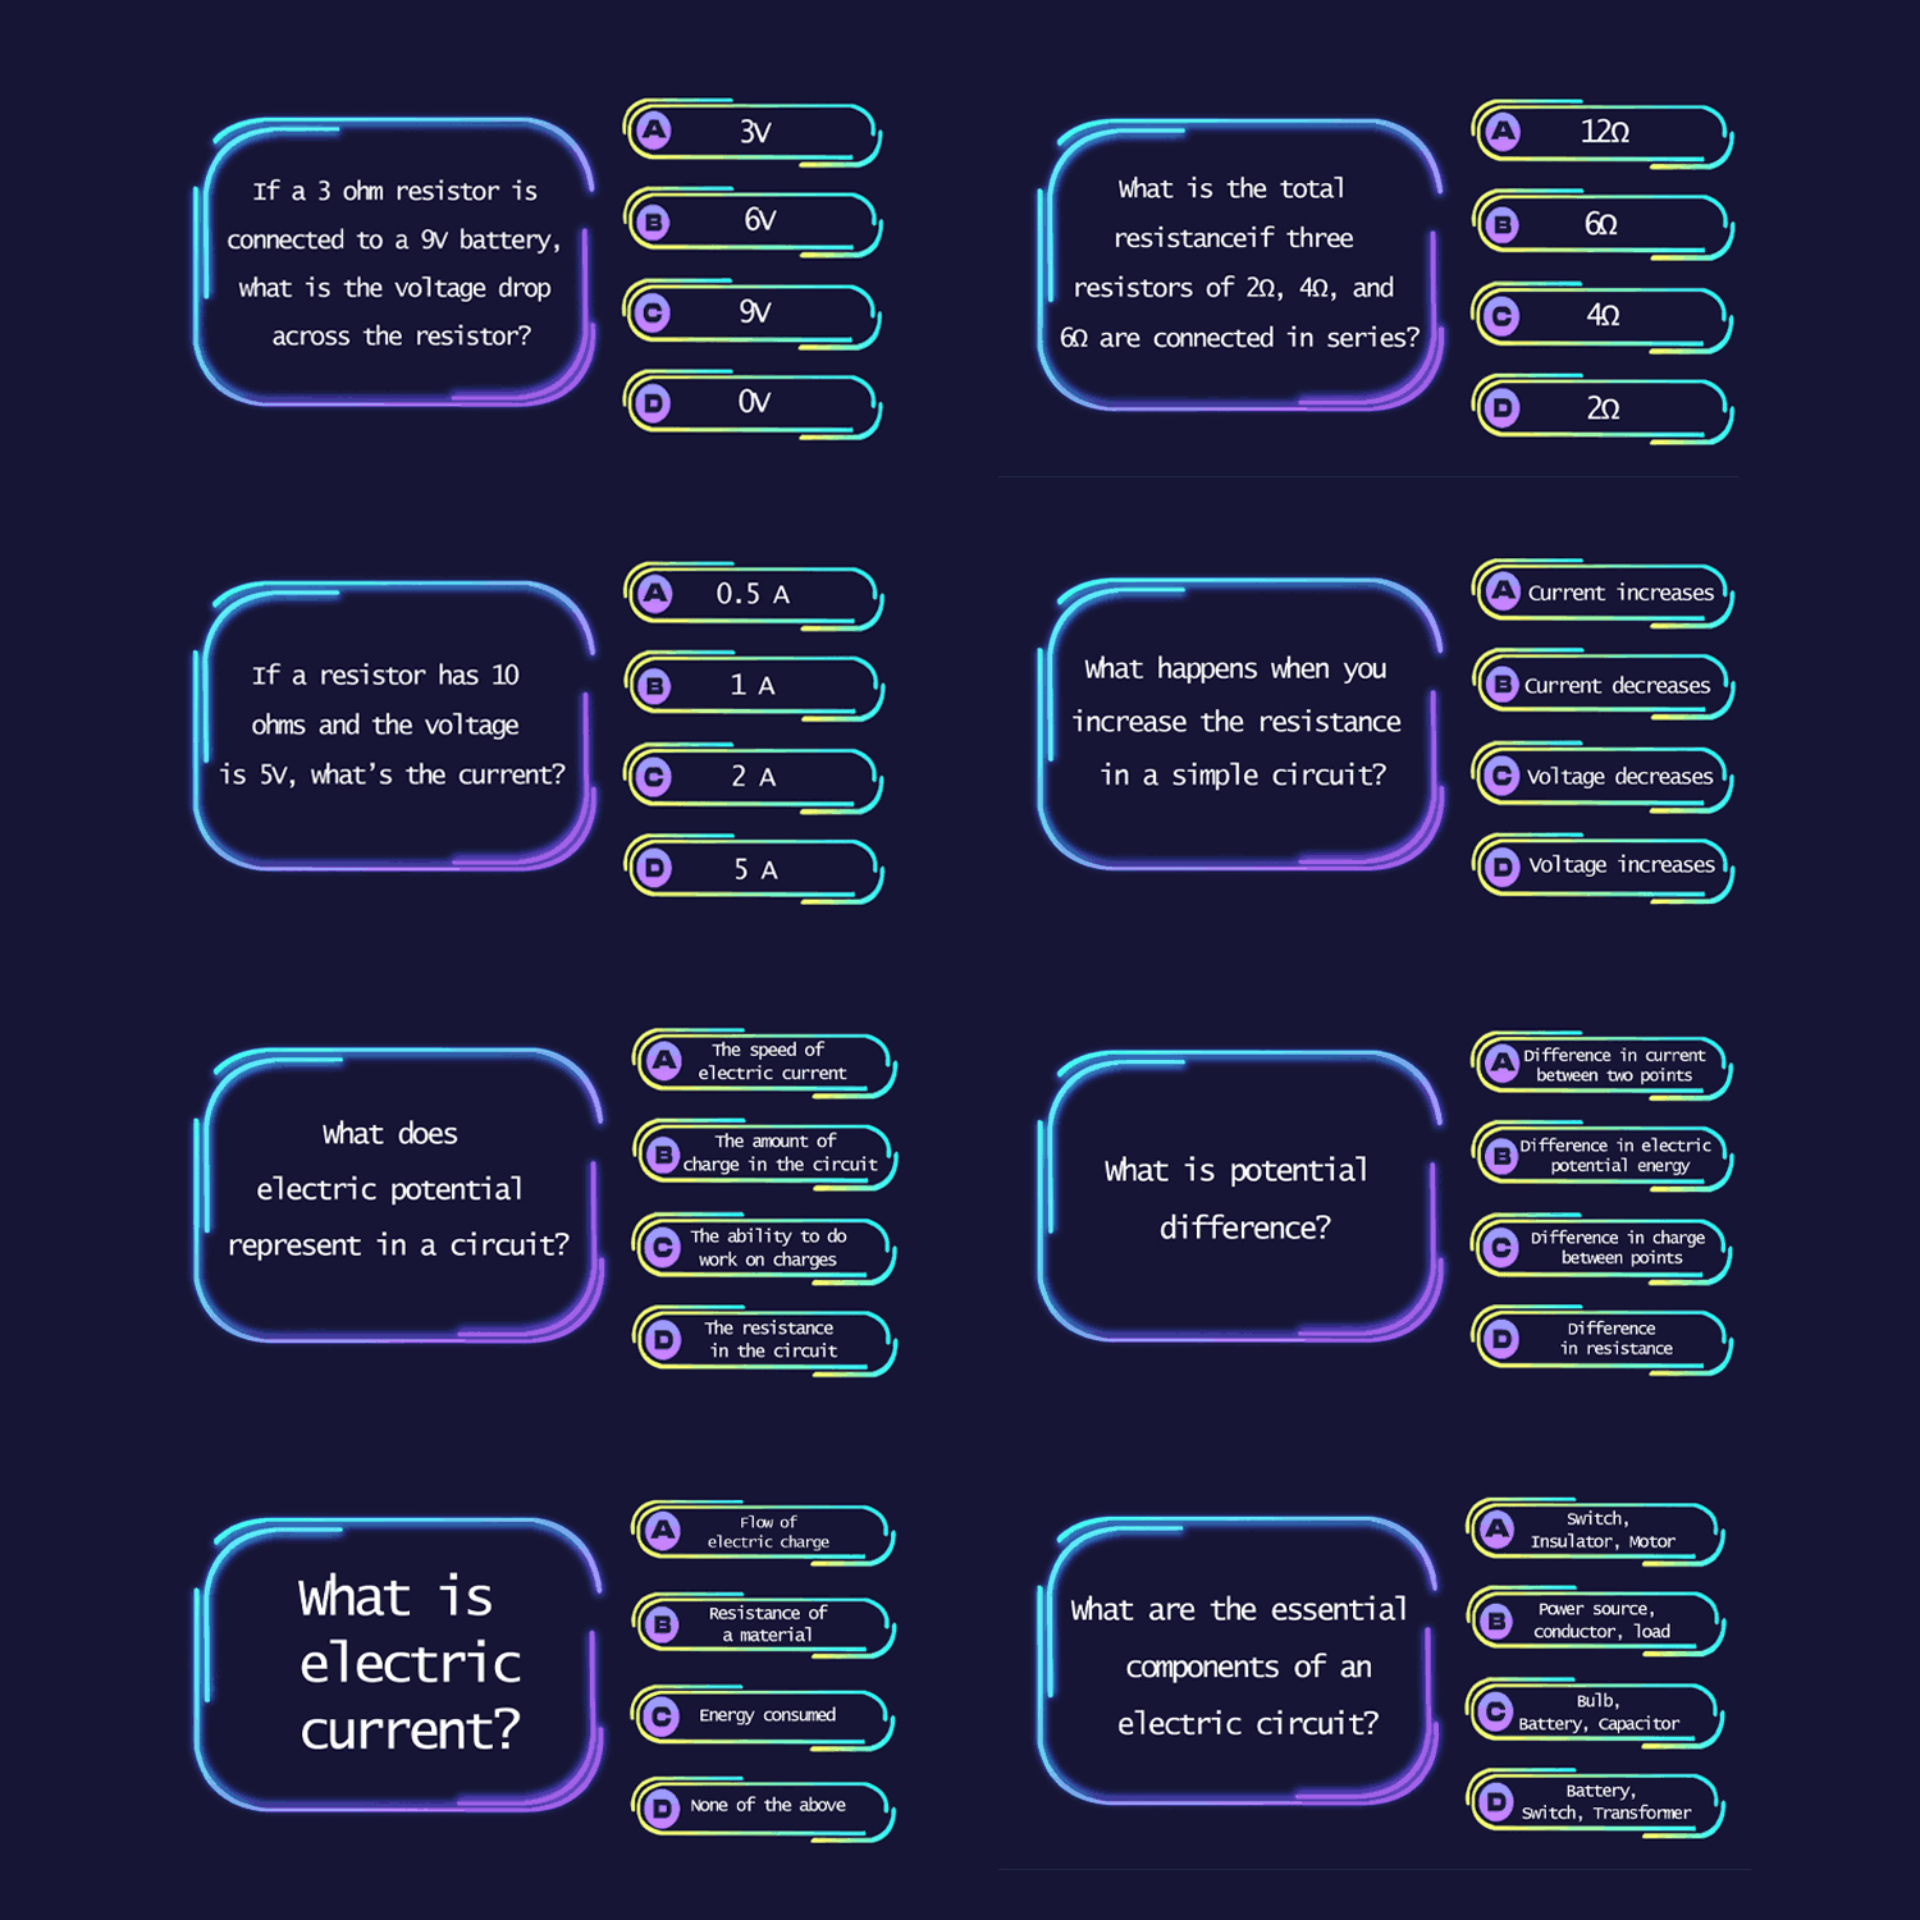 If a 3 ohm resistor is
connected to a 9V battery,
what is the voltage drop
across the resistor?
A 3V
B 6V
C 9V
D 0V
What is the total
resistanceif three
resistors of 2Ω, 4Ω, and
6Ω are connected in series?
A 12Ω
B 6Ω
C 4Ω
D 2Ω
If a resistor has 10
ohms and the voltage
is 5V, what’s the current?
A 0.5 A
B 1 A
C 2 A
D 5 A
What happens when you
increase the resistance
in a simple circuit?
A Current increases
B Current decreases
C Voltage decreases
D Voltage increases
What does
electric potential
represent in a circuit?
A The speed of
electric current
B The amount of
charge in the circuit
C The ability to do
work on charges
D The resistance
in the circuit
What is potential
difference?
A Difference in current
between two points
B Difference in electric
potential energy
C Difference in charge
between points
D Difference
in resistance
What is
electric
current?
A Flow of
electric charge
B Resistance of
a material
C Energy consumed
D None of the above
What are the essential
components of an
electric circuit?
A Switch,
Insulator, Motor
B Power source,
conductor, load
C Bulb,
Battery, Capacitor
D Battery,
Switch, Transformer